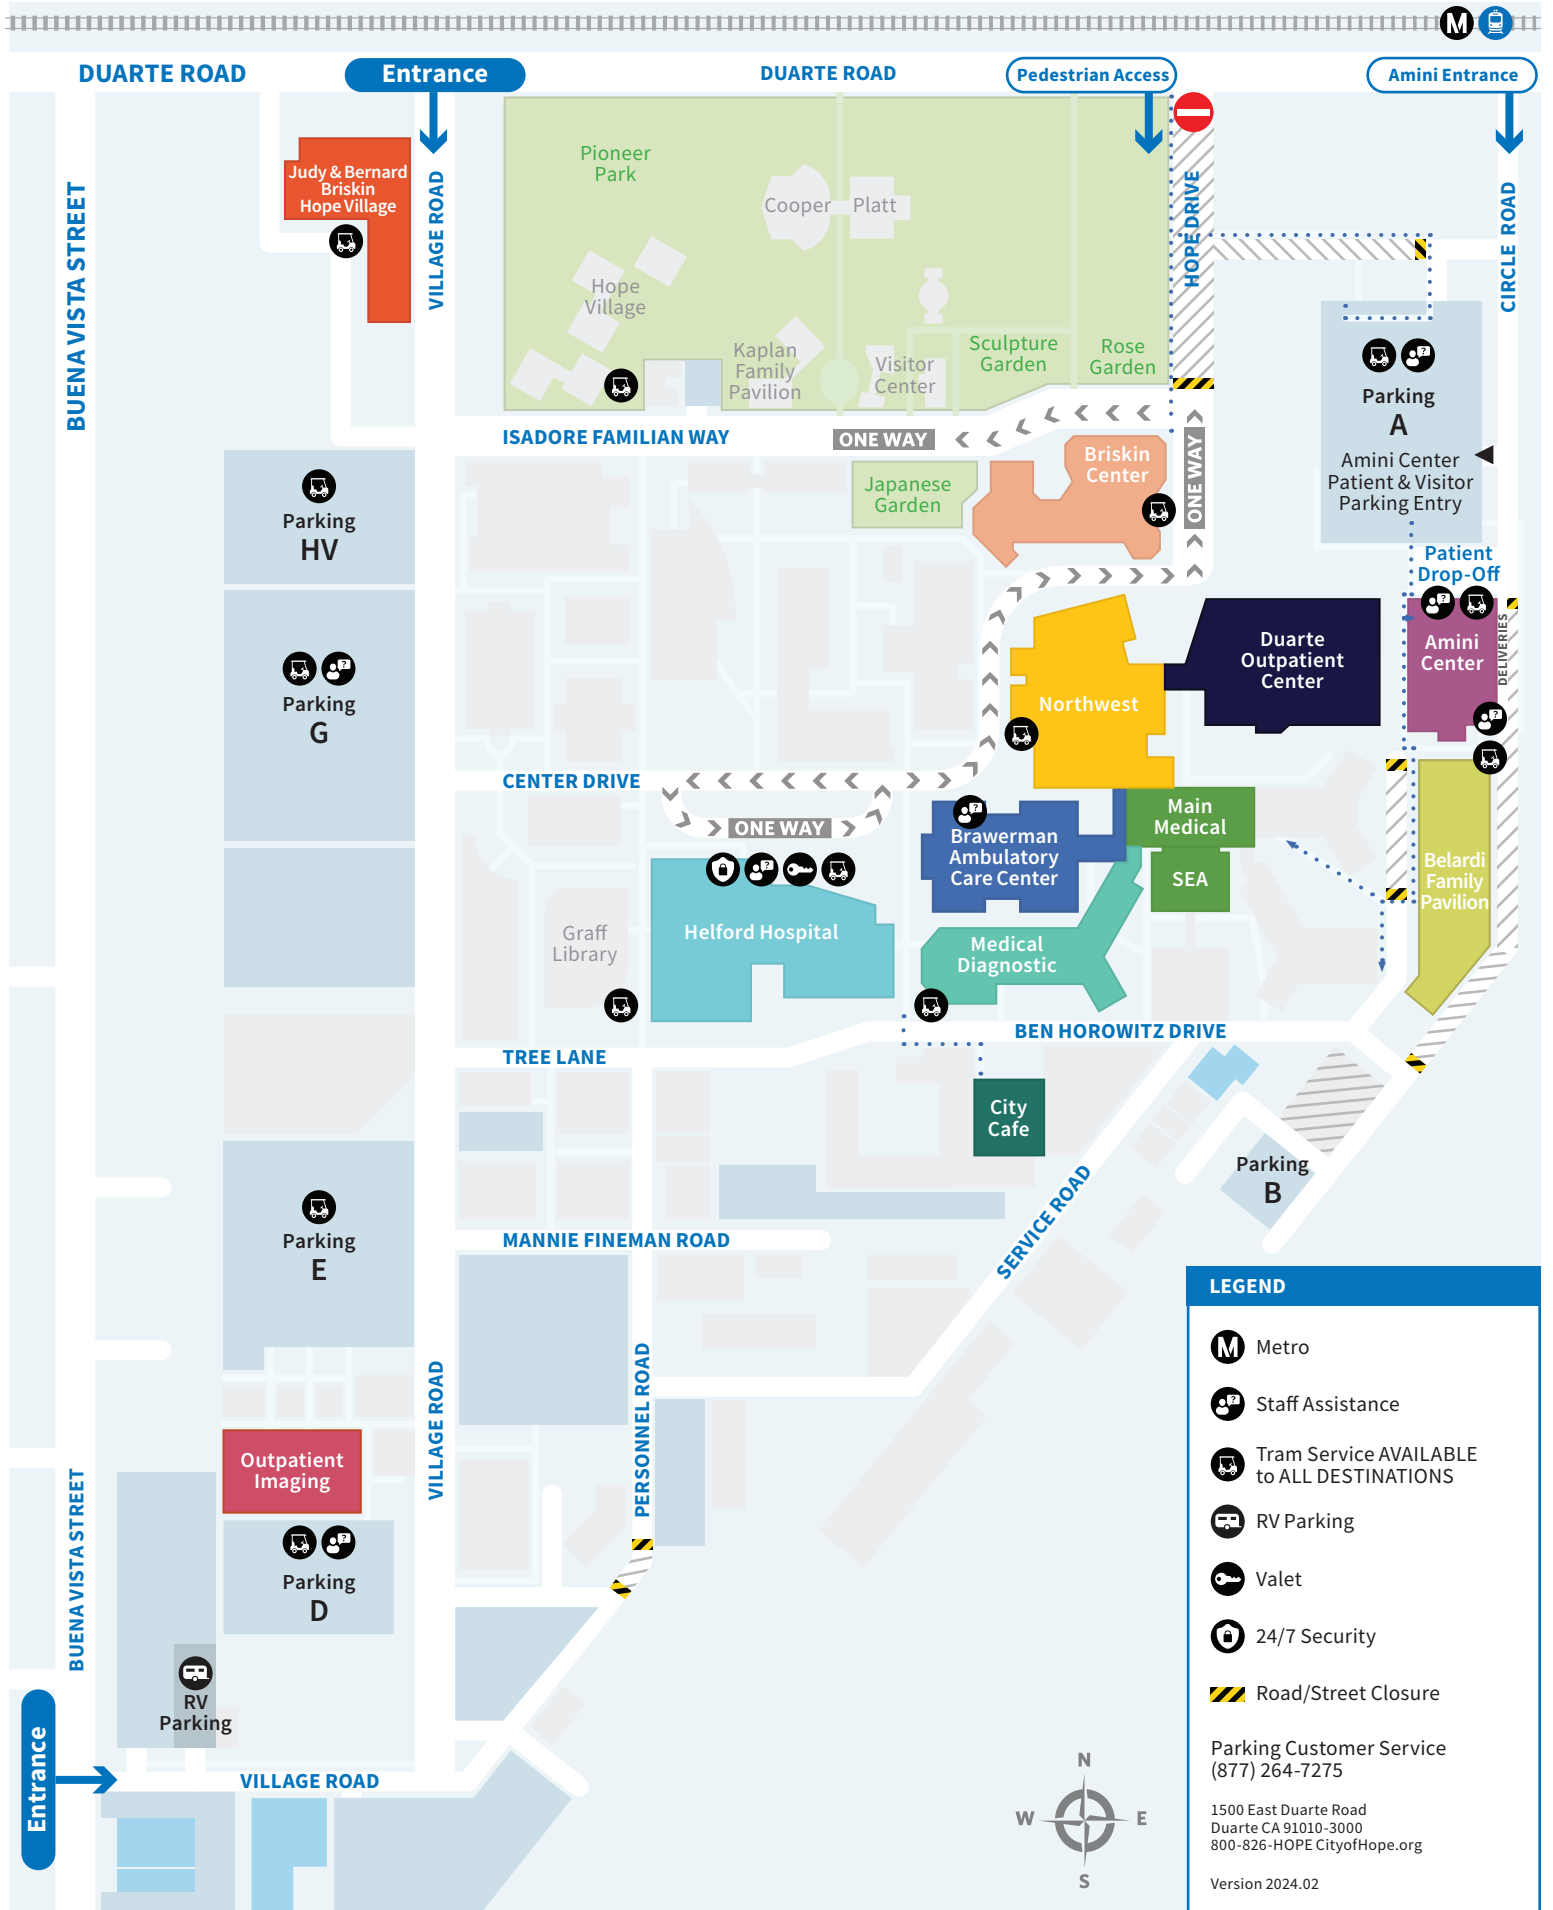 M
DUARTE ROAD
Entrance
DUARTE ROAD
Pedestrian Access
Amini Entrance
Judy & Bernard
Briskin
Hope Village
VILLAGE ROAD
BUENA VISTA STREET
Pioneer
Park
Cooper
Platt
Hope
Village
Kaplan
Family
Pavilion
Visitor
Center
Sculpture
Garden
Rose
Garden
HOPE DRIVE
CIRCLE ROAD
Parking
A
Amini Center
Patient & Visitor
Parking Entry
ISADORE FAMILIAN WAY
ONE WAY
Japanese
Garden
Briskin
Center
ONE WAY
Parking
HV
Patient
Drop-Off
Amini
Center
DELIVERIES
Duarte
Outpatient
Center
Northwest
Parking
G
CENTER DRIVE
ONE WAY
Main
Medical
SEA
Brawerman
Ambulatory
Care Center
Belardi
Family
Pavilion
Helford Hospital
Graff
Library
Medical
Diagnostic
BEN HOROWITZ DRIVE
TREE LANE
City
Cafe
Parking
B
SERVICE ROAD
Parking
E
MANNIE FINEMAN ROAD
PERSONNEL ROAD
VILLAGE ROAD
BUENA VISTA STREET
Outpatient
Imaging
Parking
D
RV
Parking
Entrance
VILLAGE ROAD
N
W
E
S
LEGEND
M
Metro
Staff Assistance
Tram Service AVAILABLE
to ALL DESTINATIONS
RV Parking
Valet
24/7 Security
Road/Street Closure
Parking Customer Service
(877) 264-7275
1500 East Duarte Road
Duarte CA 91010-3000
800-826-HOPE CityofHope.org
Version 2024.02